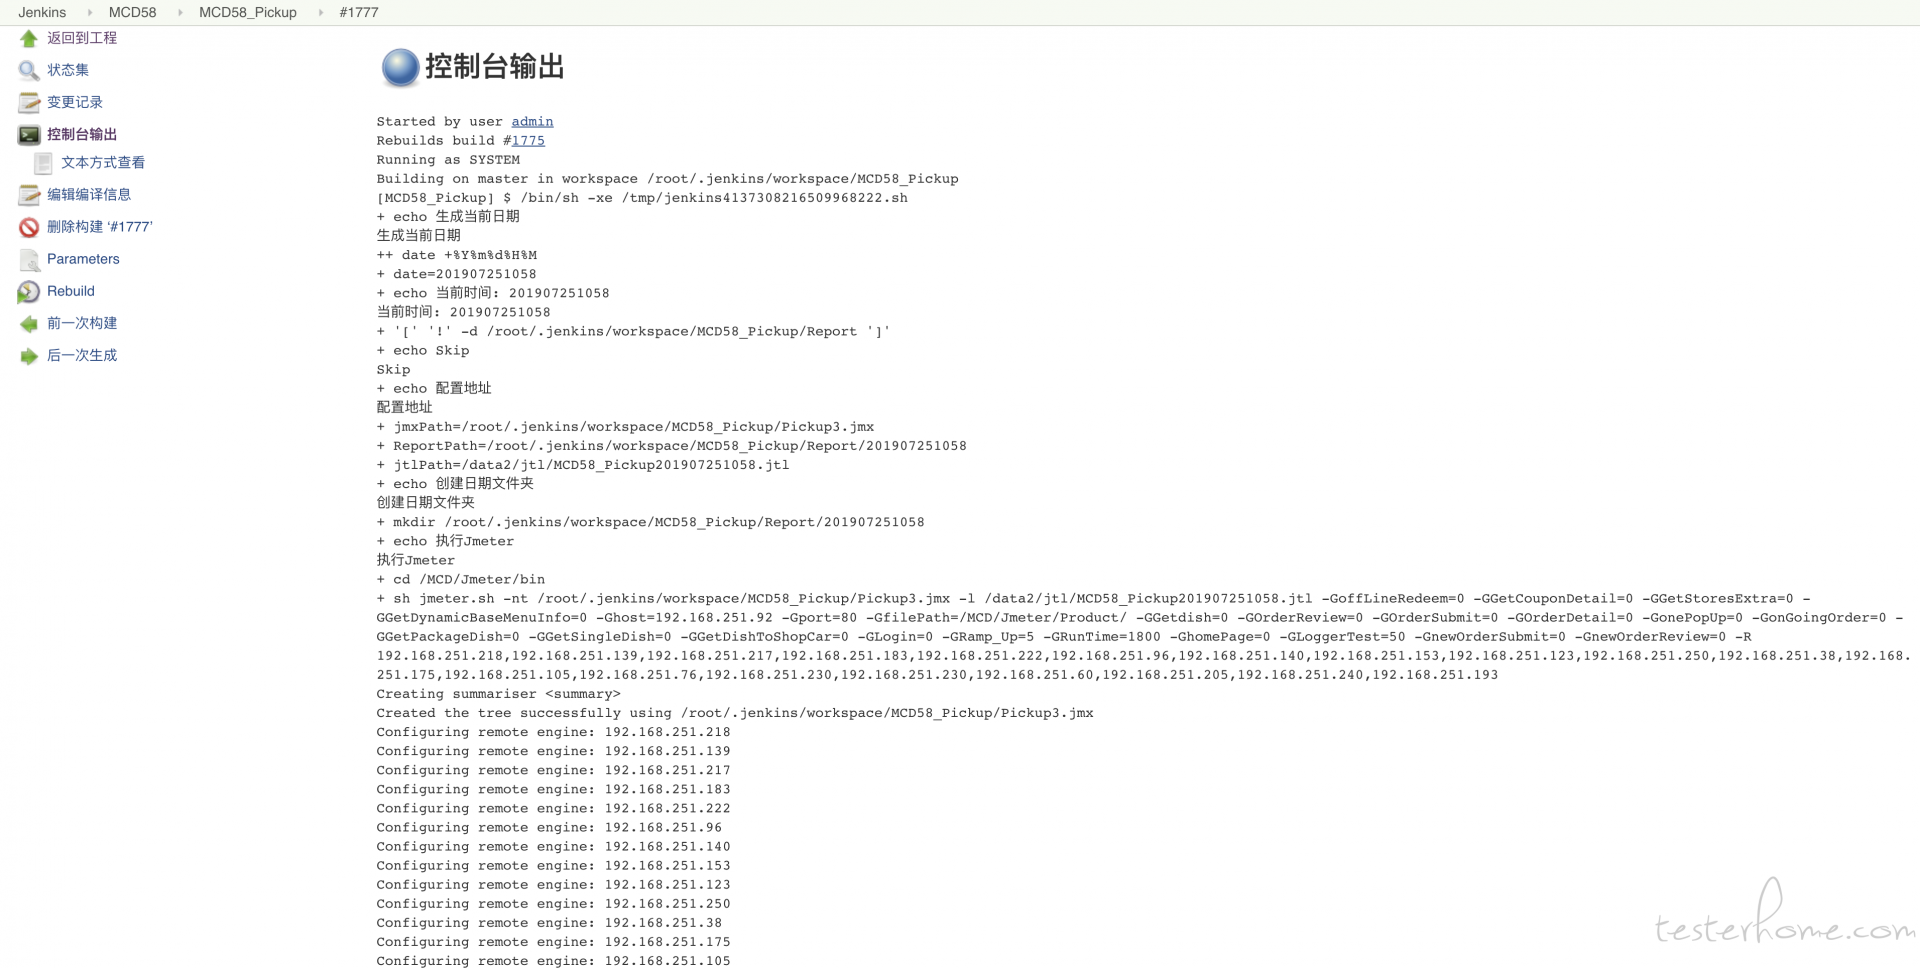 Jenkins MCD58 MCD58_Pickup #1777
返回到工程
状态集
变更记录
控制台输出
文本方式查看
编辑编译信息
删除构建 ‘#1777’
Parameters
Rebuild
前一次构建
后一次生成
控制台输出
Started by user admin
Rebuilds build #1775
Running as SYSTEM
Building on master in workspace /root/.jenkins/workspace/MCD58_Pickup
[MCD58_Pickup] $ /bin/sh -xe /tmp/jenkins4137308216509968222.sh
+ echo 生成当前日期
生成当前日期
++ date +%Y%m%d%H%M
+ date=201907251058
+ echo 当前时间: 201907251058
当前时间: 201907251058
+ '[' '!' -d /root/.jenkins/workspace/MCD58_Pickup/Report ']'
+ echo Skip
Skip
+ echo 配置地址
配置地址
+ jmxPath=/root/.jenkins/workspace/MCD58_Pickup/Pickup3.jmx
+ ReportPath=/root/.jenkins/workspace/MCD58_Pickup/Report/201907251058
+ jtlPath=/data2/jtl/MCD58_Pickup201907251058.jtl
+ echo 创建日期文件夹
创建日期文件夹
+ mkdir /root/.jenkins/workspace/MCD58_Pickup/Report/201907251058
+ echo 执行Jmeter
执行Jmeter
+ cd /MCD/Jmeter/bin
+ sh jmeter.sh -nt /root/.jenkins/workspace/MCD58_Pickup/Pickup3.jmx -l /data2/jtl/MCD58_Pickup201907251058.jtl -GoffLineRedeem=0 -GGetCouponDetail=0 -GGetStoresExtra=0 -
GGetDynamicBaseMenuInfo=0 -Ghost=192.168.251.92 -Gport=80 -GfilePath=/MCD/Jmeter/Product/ -GGetdish=0 -GOrderReview=0 -GOrderSubmit=0 -GOrderDetail=0 -GonePopUp=0 -GonGoingOrder=0 -
GGetPackageDish=0 -GGetSingleDish=0 -GGetDishToShopCar=0 -GLogin=0 -GRamp_Up=5 -GRunTime=1800 -GhomePage=0 -GLoggerTest=50 -GnewOrderSubmit=0 -GnewOrderReview=0 -R
192.168.251.218,192.168.251.139,192.168.251.217,192.168.251.183,192.168.251.222,192.168.251.96,192.168.251.140,192.168.251.153,192.168.251.123,192.168.251.250,192.168.251.38,192.168.
251.175,192.168.251.105,192.168.251.76,192.168.251.230,192.168.251.230,192.168.251.60,192.168.251.205,192.168.251.240,192.168.251.193
Creating summariser <summary>
Created the tree successfully using /root/.jenkins/workspace/MCD58_Pickup/Pickup3.jmx
Configuring remote engine: 192.168.251.218
Configuring remote engine: 192.168.251.139
Configuring remote engine: 192.168.251.217
Configuring remote engine: 192.168.251.183
Configuring remote engine: 192.168.251.222
Configuring remote engine: 192.168.251.96
Configuring remote engine: 192.168.251.140
Configuring remote engine: 192.168.251.153
Configuring remote engine: 192.168.251.123
Configuring remote engine: 192.168.251.250
Configuring remote engine: 192.168.251.38
Configuring remote engine: 192.168.251.175
Configuring remote engine: 192.168.251.105
testerhome.com